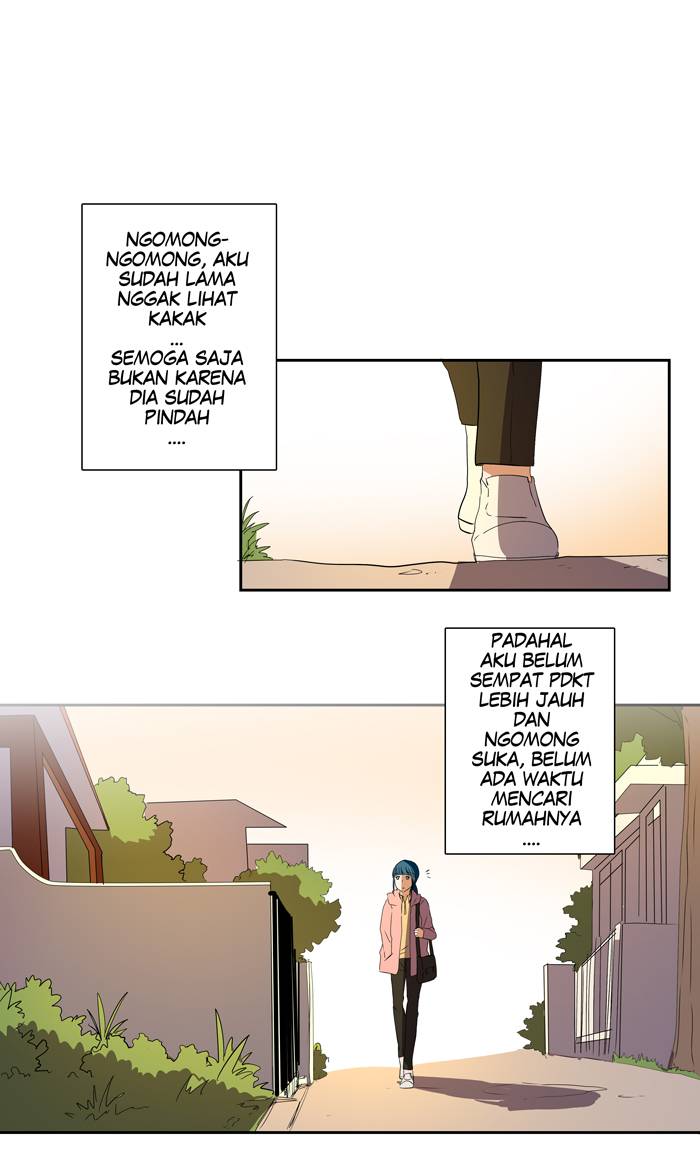 NGOMONG-
NGOMONG, AKU
SUDAH LAMA
NGGAK LIHAT
KAKAK
...
SEMOGA SAJA
BUKAN KARENA
DIA SUDAH
PINDAH
....
PADAHAL
AKU BELUM
SEMPAT PDKT
LEBIH JAUH
DAN
NGOMONG
SUKA, BELUM
ADA WAKTU
MENCARI
RUMAHNYA
....